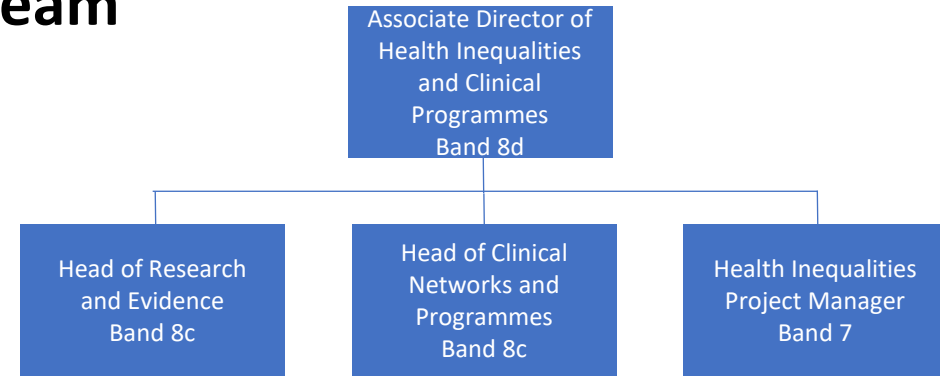 Associate Director of
Health Inequalities
and Clinical
Programmes
Band 8d
Head of Research
and Evidence
Band 8c
Head of Clinical
Networks and
Programmes
Band 8c
Health Inequalities
Project Manager
Band 7